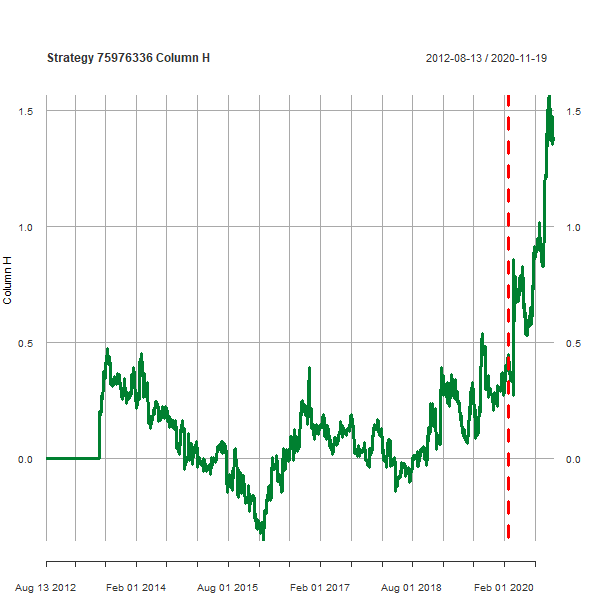 Strategy 75976336 Column H
2012-08-13 / 2020-11-19
1.5
1.5
1.0
1.0
Column H
0.5
0.5
0.0
0.0
Aug 13 2012
Feb 01 2014
Aug 01 2015
Feb 01 2017
Aug 01 2018
Feb 01 2020